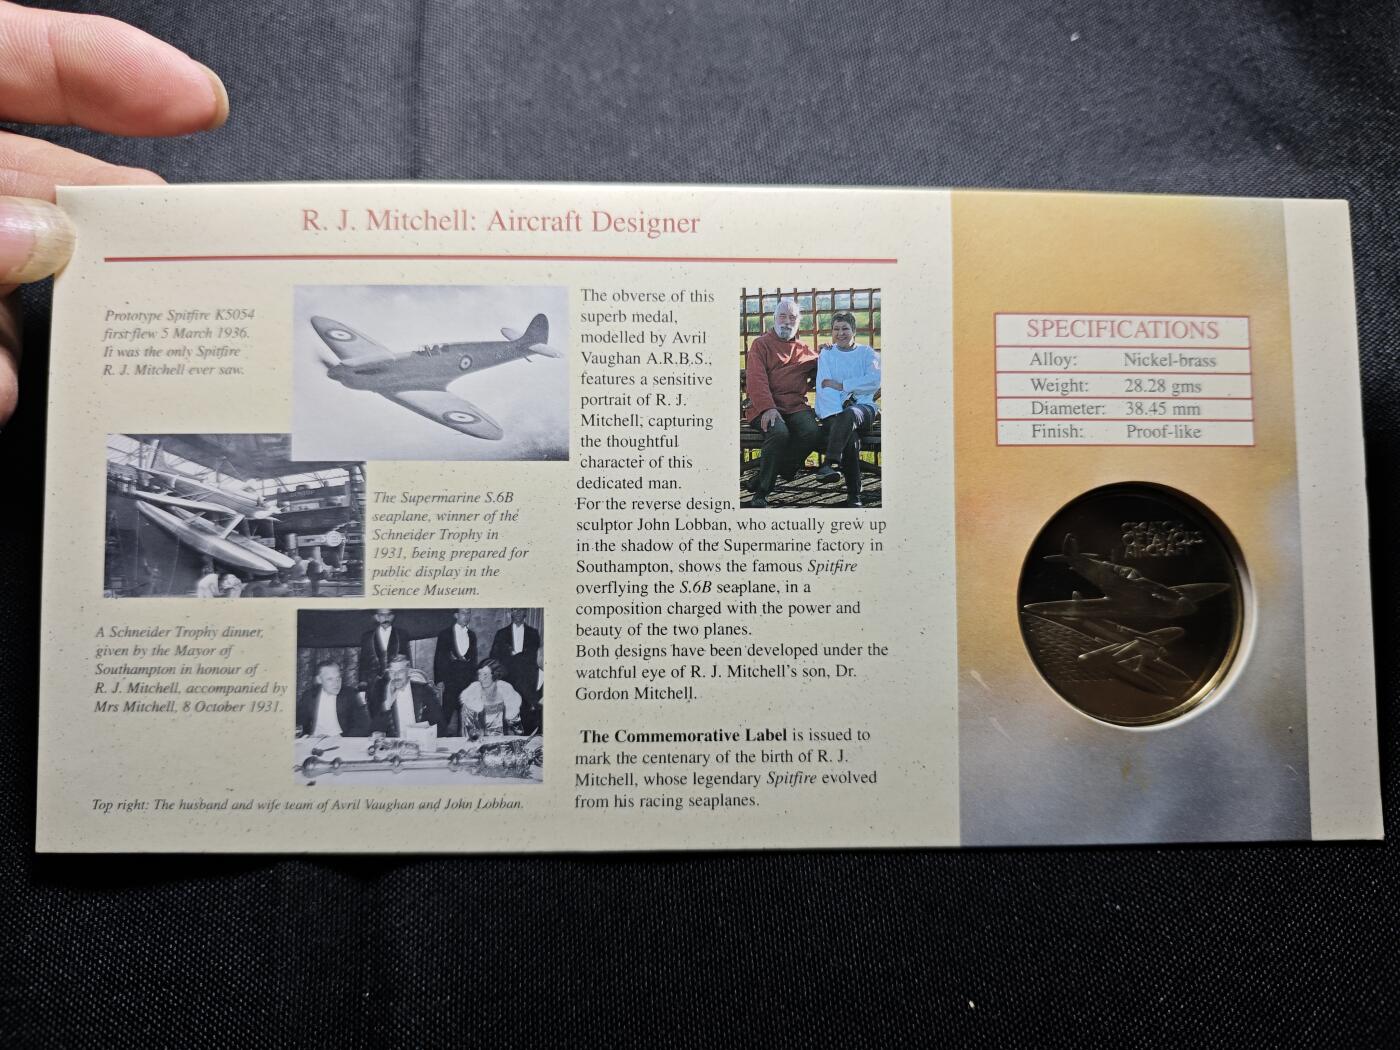 R. J. Mitchell: Aircraft Designer
Prototype Spitfire K5054
first flew 5 March 1936.
It was the only Spitfire
R. J. Mitchell ever saw.
The Supermarine S.6B
seaplane, winner of the
Schneider Trophy in
1931, being prepared for
public display in the
Science Museum.
A Schneider Trophy dinner,
given by the Mayor of
Southampton in honour of
R. J. Mitchell, accompanied by
Mrs Mitchell, 8 October 1931.
Top right: The husband and wife team of Avril Vaughan and John Lobban.
The obverse of this
superb medal,
modelled by Avril
Vaughan A.R.B.S.,
features a sensitive
portrait of R. J.
Mitchell, capturing
the thoughtful
character of this
dedicated man.
For the reverse design,
sculptor John Lobban, who actually grew up
in the shadow of the Supermarine factory in
Southampton, shows the famous Spitfire
overflying the S.6B seaplane, in a
composition charged with the power and
beauty of the two planes.
Both designs have been developed under the
watchful eye of R. J. Mitchell's son, Dr.
Gordon Mitchell.
The Commemorative Label is issued to
mark the centenary of the birth of R. J.
Mitchell, whose legendary Spitfire evolved
from his racing seaplanes.
SPECIFICATIONS
Alloy: Nickel-brass
Weight: 28.28 gms
Diameter: 38.45 mm
Finish: Proof-like
CREATOR
OF FAMOUS
AIRCRAFT